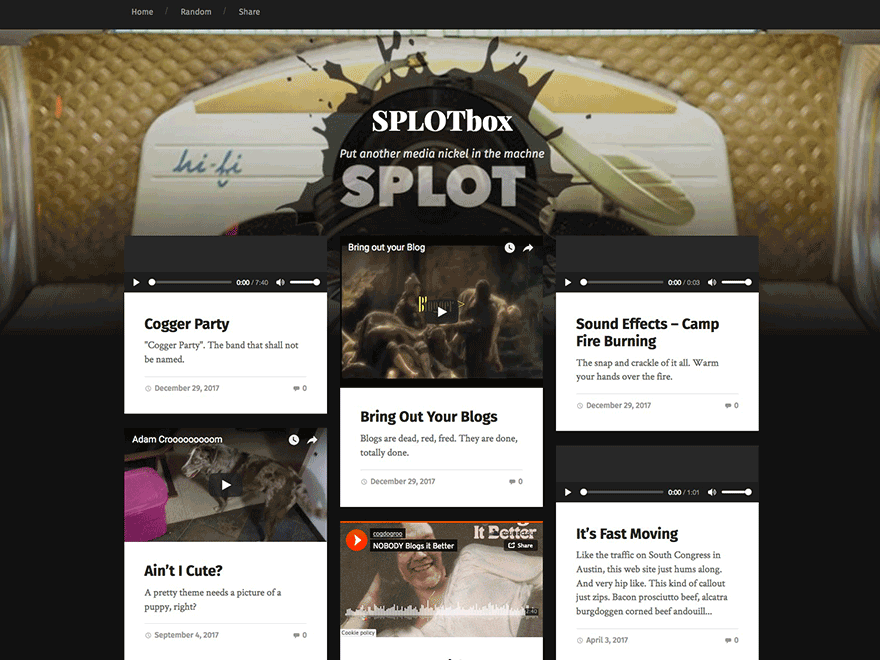 Home / Random / Share
SPLOTbox
hi-fi
Put another media nickel in the machne
SPLOT
0:00 / 7:40
Cogger Party
"Cogger Party". The band that shall not
be named.
December 29, 2017
0
Adam Crooooooooom
Ain't I Cute?
A pretty theme needs a picture of a
puppy, right?
September 4, 2017
0
Bring out your Blog
Bring Out Your Blogs
Blogs are dead, red, fred. They are done,
totally done.
December 29, 2017
0
cogdogroo
NOBODY Blogs it Better
It Better
Share
2:40
Cookie policy
0:00 / 0:03
Sound Effects – Camp
Fire Burning
The snap and crackle of it all. Warm
your hands over the fire.
December 29, 2017
0
0:00 / 1:01
It's Fast Moving
Like the traffic on South Congress in
Austin, this web site just hums along.
And very hip like. This kind of callout
just zips. Bacon prosciutto beef, alcatra
burgdoggen corned beef andouill...
April 3, 2017
0